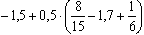 −1,5 + 0,5 · (8/15 − 1,7 + 1/6)